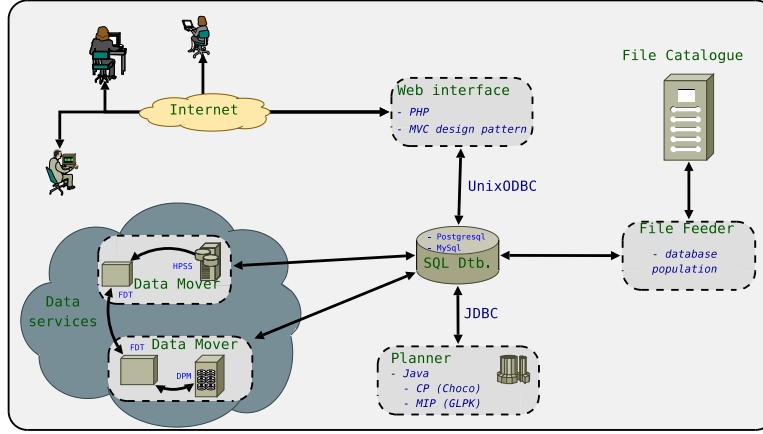 File Catalogue
Internet
Web interface
- PHP
- MVC design pattern
UnixODBC
- Postgresql
- MySql
SQL Dtb.
File Feeder
- database
population
HPSS
FDT
Data Mover
Data
services
FDT
Data Mover
DPM
JDBC
Planner
- Java
- CP (Choco)
- MIP (GLPK)